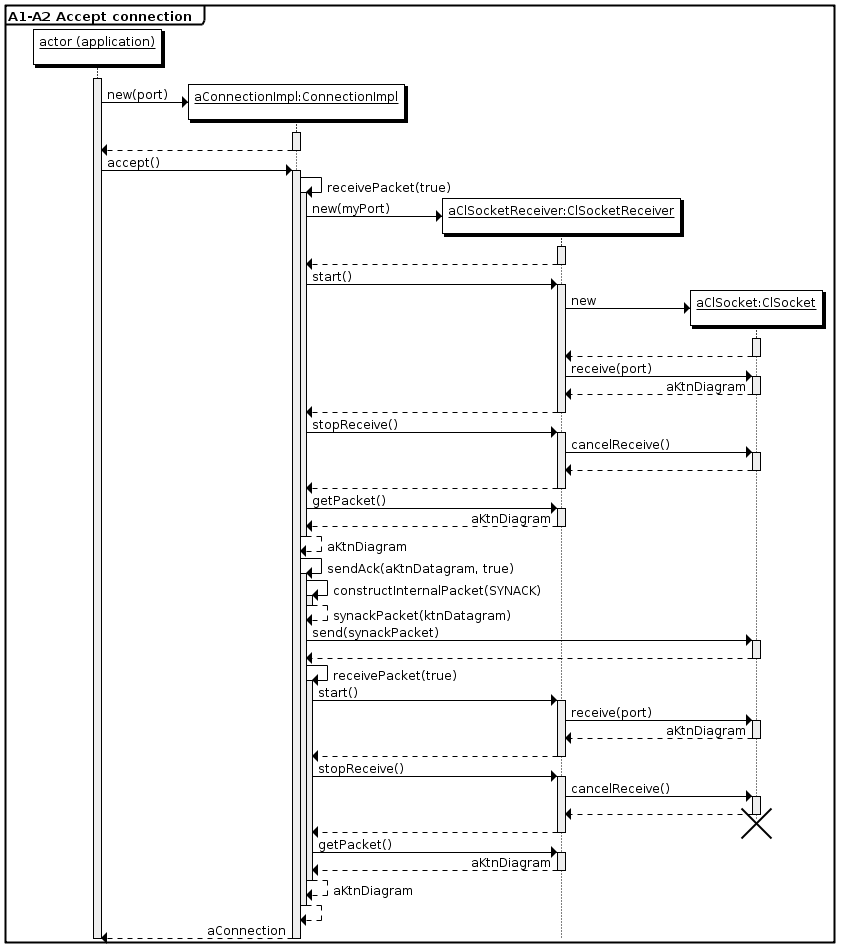 A1-A2 Accept connection
actor (application)
new(port)
aConnectionImpl:ConnectionImpl
accept()
receivePacket(true)
new(myPort)
aClSocketReceiver:ClSocketReceiver
start()
new
aClSocket:ClSocket
receive(port)
aKtnDiagram
stopReceive()
cancelReceive()
getPacket()
aKtnDiagram
aKtnDiagram
sendAck(aKtnDatagram, true)
constructInternalPacket(SYNACK)
synackPacket(ktnDatagram)
send(synackPacket)
receivePacket(true)
start()
receive(port)
aKtnDiagram
stopReceive()
cancelReceive()
getPacket()
aKtnDiagram
aKtnDiagram
aConnection